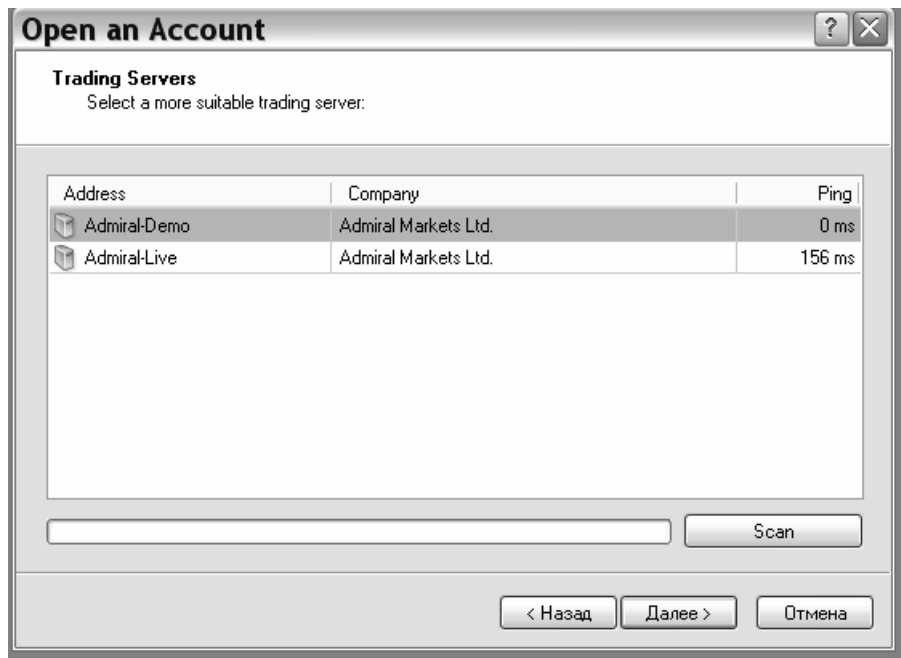 Open an Account
?
Trading Servers
Select a more suitable trading server:
Address Company Ping
Admiral-Demo Admiral Markets Ltd. 0 ms
Admiral-Live Admiral Markets Ltd. 156 ms
Scan
< Назад Далее > Отмена